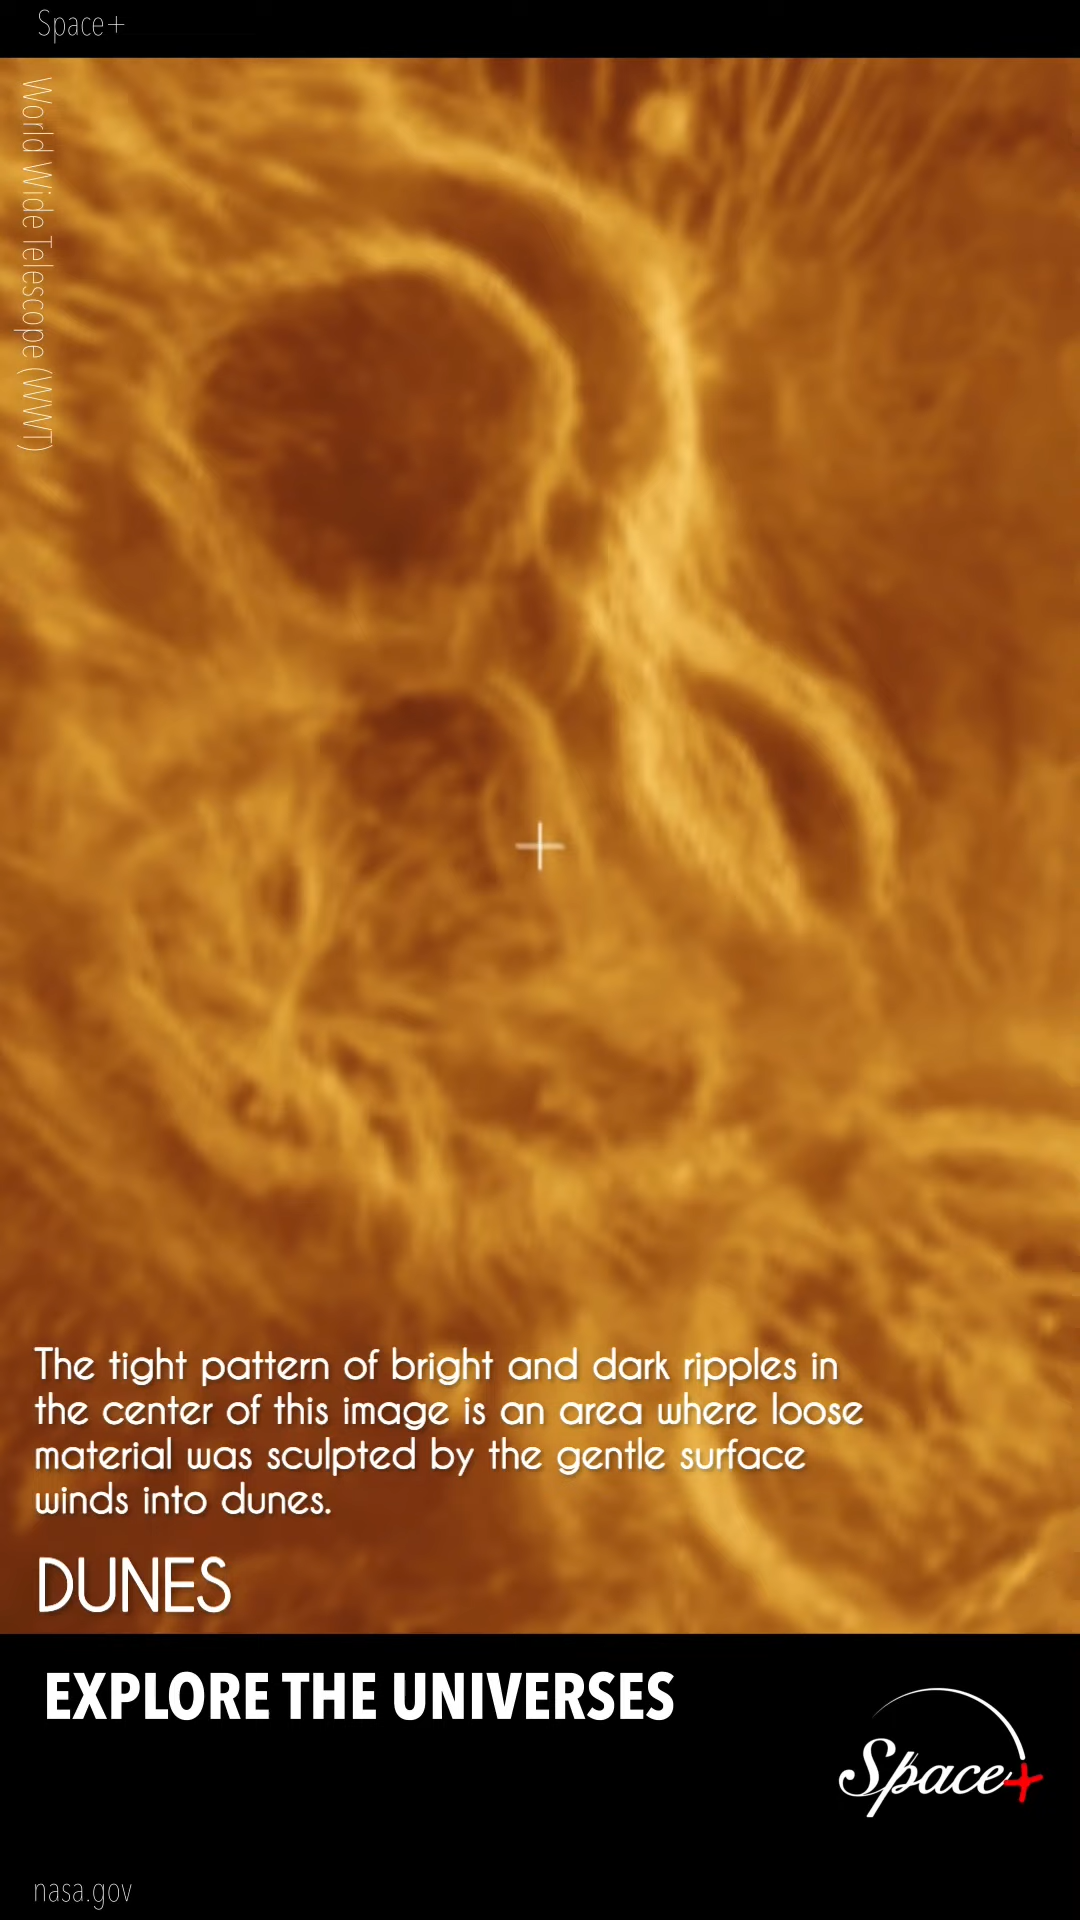 Space+
World Wide Telescope (WWT)
The tight pattern of bright and dark ripples in
the center of this image is an area where loose
material was sculpted by the gentle surface
winds into dunes.
DUNES
EXPLORE THE UNIVERSES
Space+
nasa.gov